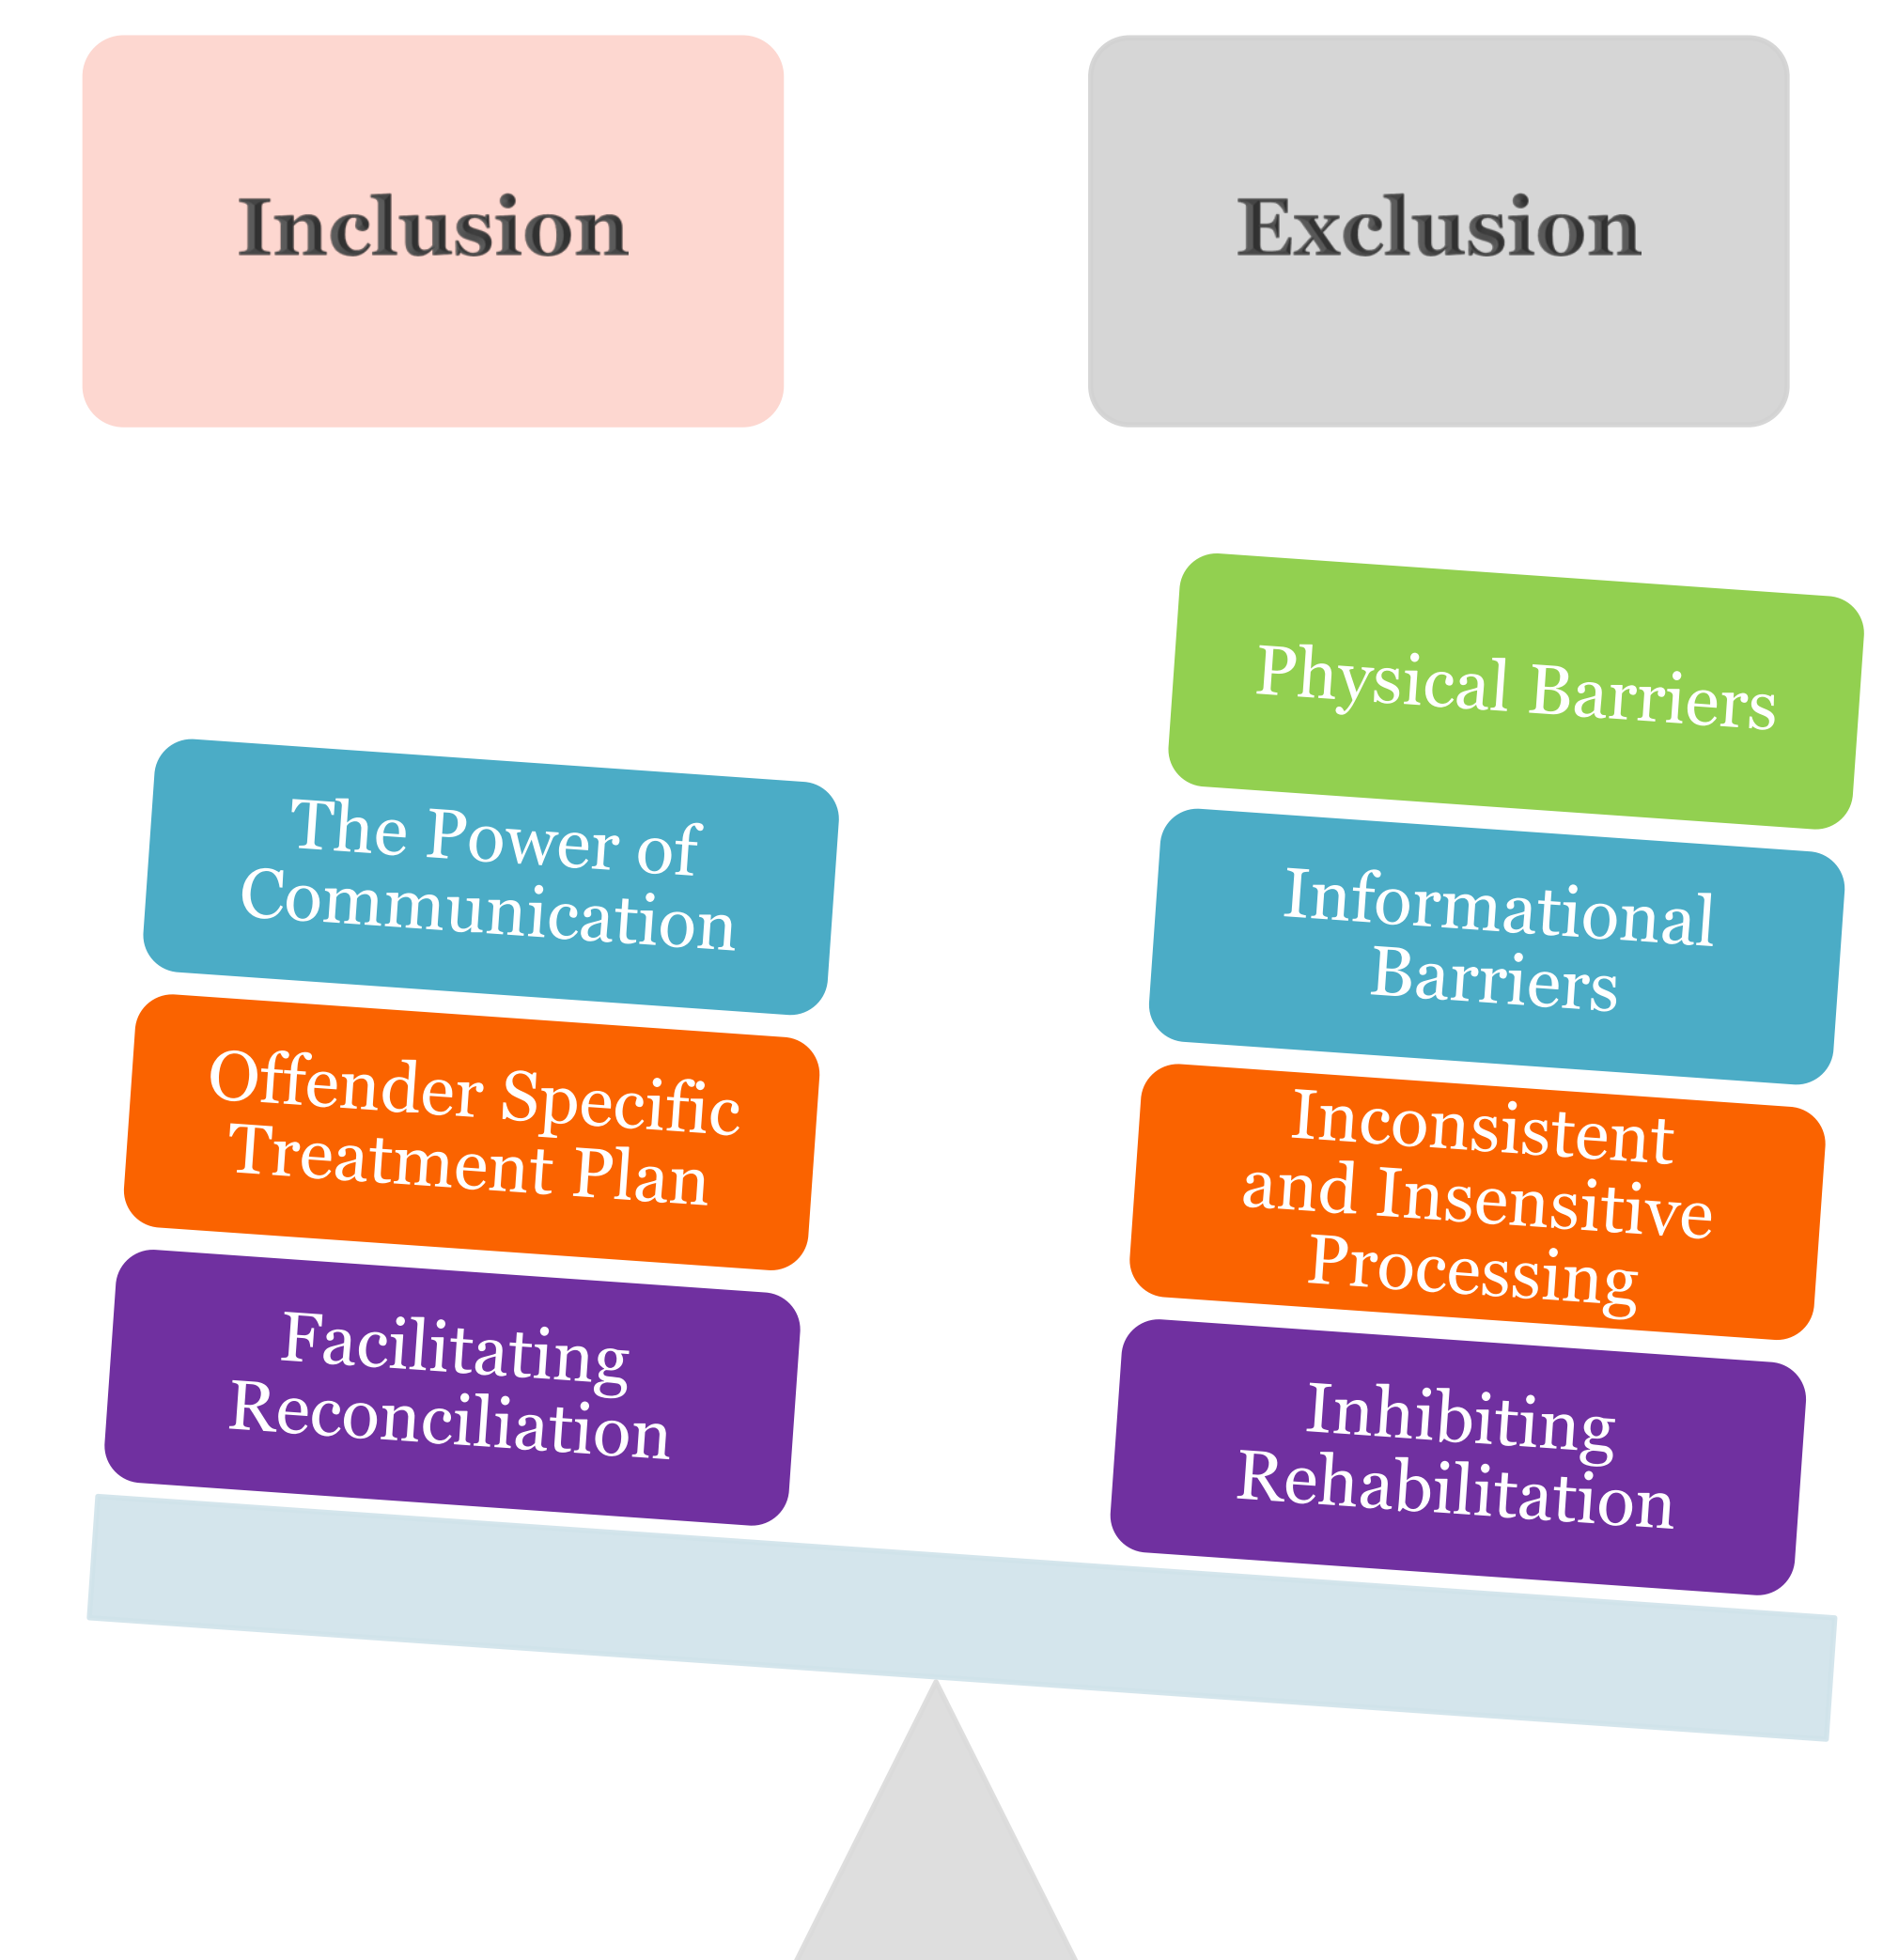 Inclusion
Exclusion
The Power of
Communication
Offender Specific
Treatment Plan
Facilitating
Reconciliation
Physical Barriers
Informational
Barriers
Inconsistent
and Insensitive
Processing
Inhibiting
Rehabilitation